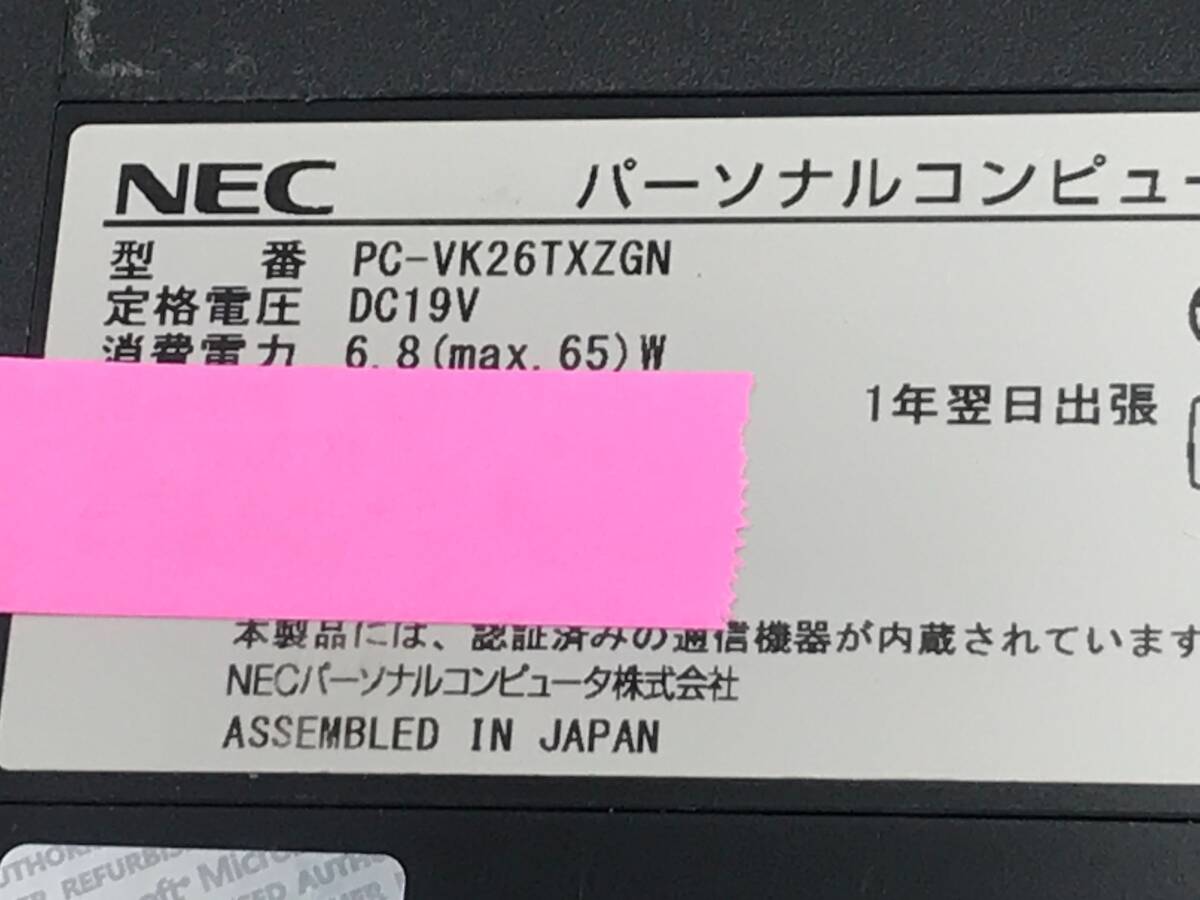 NEC パーソナルコンピュー
型番 PC-VK26TXZGN
定格電圧 DC19V
消費電力 6.8(max.65)W
1年翌日出張
本製品には、認証済みの通信機器が内蔵されています
NECパーソナルコンピュータ株式会社
ASSEMBLED IN JAPAN
REFURBIS
AUTHO